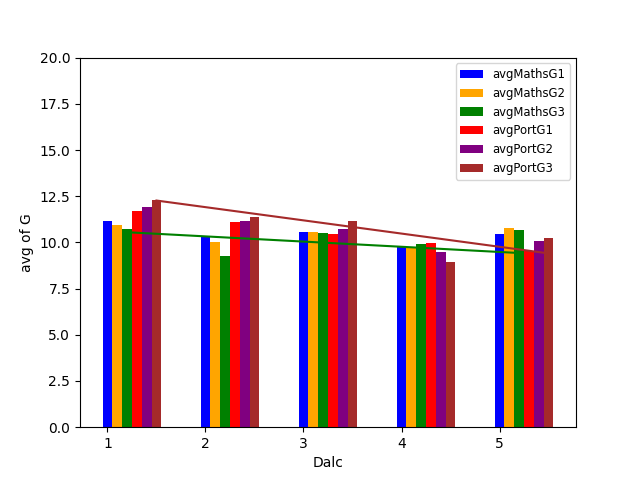 20.0
17.5
15.0
12.5
10.0
7.5
5.0
2.5
0.0
avg of G
avgMathsG1
avgMathsG2
avgMathsG3
avgPortG1
avgPortG2
avgPortG3
1 2 3 4 5
Dalc